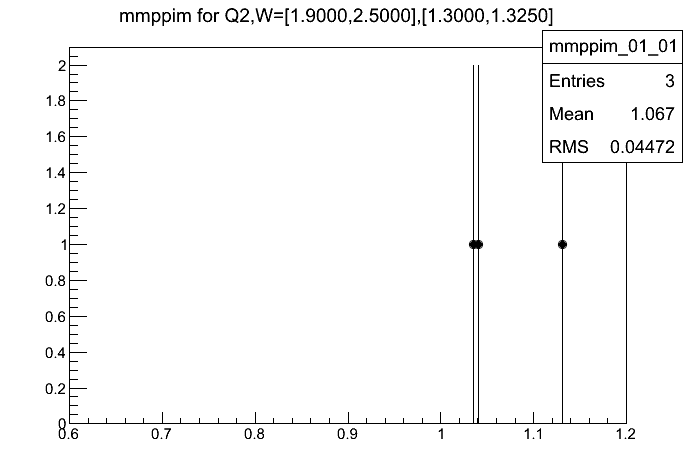 mmppim for Q2,W=[1.9000,2.5000],[1.3000,1.3250]
mmppim_01_01
Entries 3
Mean 1.067
RMS 0.04472
2
1.8
1.6
1.4
1.2
1
0.8
0.6
0.4
0.2
0
0.6 0.7 0.8 0.9 1 1.1 1.2